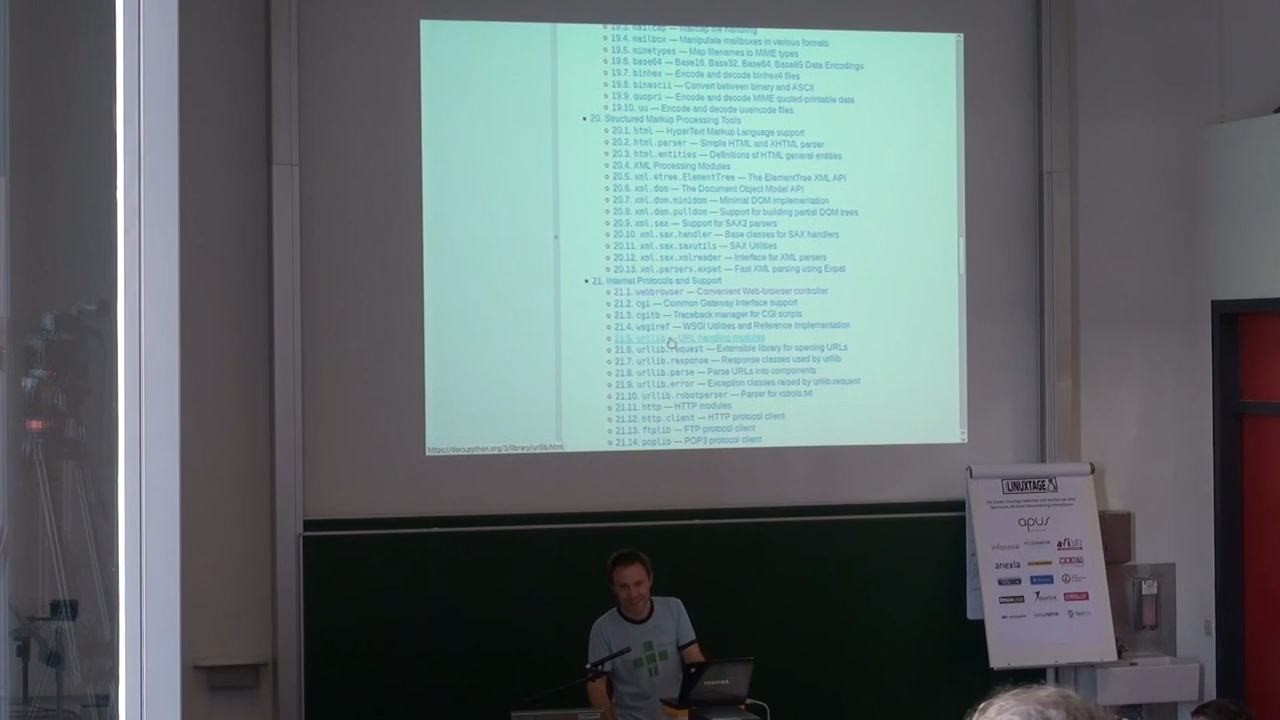 19.3. mailcap — Mailcap file handling
19.4. mailbox — Manipulate mailboxes in various formats
19.5. mimetypes — Map filenames to MIME types
19.6. base64 — Base16, Base32, Base64, Base85 Data Encodings
19.7. binhex — Encode and decode binhex4 files
19.8. binascii — Convert between binary and ASCII
19.9. quopri — Encode and decode MIME quoted-printable data
19.10. uu — Encode and decode uuencode files
20. Structured Markup Processing Tools
20.1. html — HyperText Markup Language support
20.2. html.parser — Simple HTML and XHTML parser
20.3. html.entities — Definitions of HTML general entities
20.4. XML Processing Modules
20.5. xml.etree.ElementTree — The ElementTree XML API
20.6. xml.dom — The Document Object Model API
20.7. xml.dom.minidom — Minimal DOM implementation
20.8. xml.dom.pulldom — Support for building partial DOM trees
20.9. xml.sax — Support for SAX2 parsers
20.10. xml.sax.handler — Base classes for SAX handlers
20.11. xml.sax.saxutils — SAX Utilities
20.12. xml.sax.xmlreader — Interface for XML parsers
20.13. xml.parsers.expat — Fast XML parsing using Expat
21. Internet Protocols and Support
21.1. webbrowser — Convenient Web-browser controller
21.2. cgi — Common Gateway Interface support
21.3. cgitb — Traceback manager for CGI scripts
21.4. wsgiref — WSGI Utilities and Reference Implementation
21.5. urllib — URL handling modules
21.6. urllib.request — Extensible library for opening URLs
21.7. urllib.response — Response classes used by urllib
21.8. urllib.parse — Parse URLs into components
21.9. urllib.error — Exception classes raised by urllib.request
21.10. urllib.robotparser — Parser for robots.txt
21.11. http — HTTP modules
21.12. http.client — HTTP protocol client
21.13. ftplib — FTP protocol client
21.14. poplib — POP3 protocol client
https://docs.python.org/3/library/urllib.html
LINUXTAGE
apus
infonova
anexia
O'REILLY
TOSHIBA